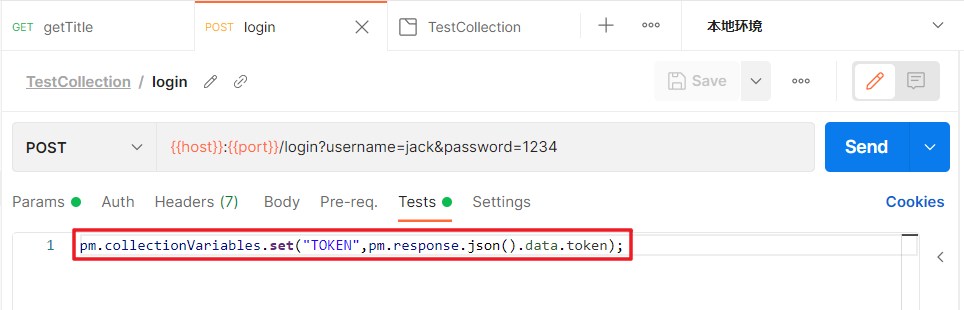 GET getTitle POST login TestCollection 本地环境
TestCollection / login Save
POST {{host}}:{{port}}/login?username=jack&password=1234 Send
Params Auth Headers (7) Body Pre-req. Tests Settings Cookies
1 pm.collectionVariables.set("TOKEN",pm.response.json().data.token);